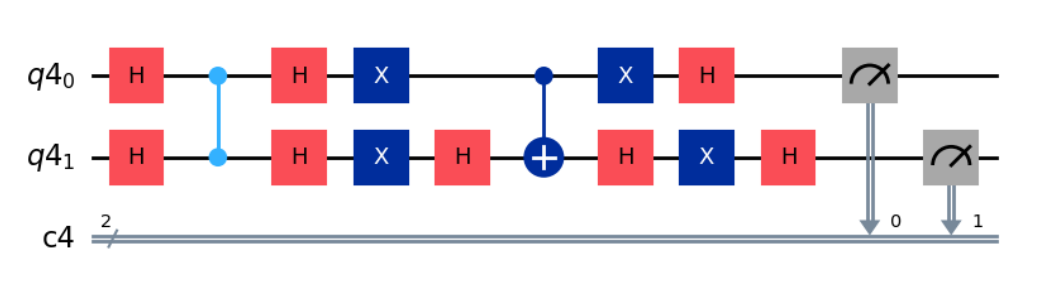 q4₀ H H X X H
q4₁ H H X H H X H
c4 2 0 1